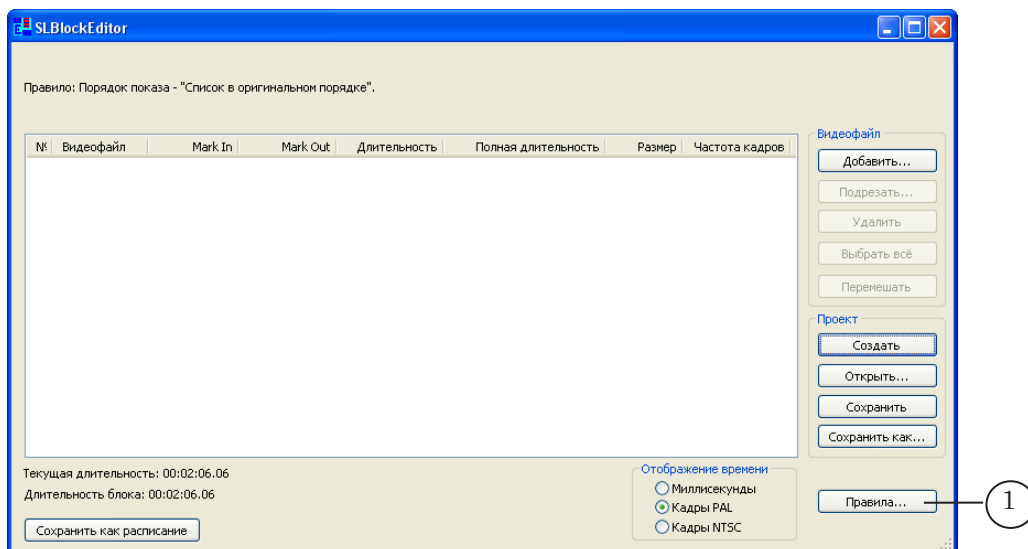 SLBlockEditor
Правило: Порядок показа - "Список в оригинальном порядке".
№ Видеофайл Mark In Mark Out Длительность Полная длительность Размер Частота кадров
Видеофайл
Добавить...
Подрезать...
Удалить
Выбрать всё
Перемешать
Проект
Создать
Открыть...
Сохранить
Сохранить как...
Текущая длительность: 00:02:06.06
Длительность блока: 00:02:06.06
Сохранить как расписание
Отображение времени
Миллисекунды
Кадры PAL
Кадры NTSC
Правила...
1